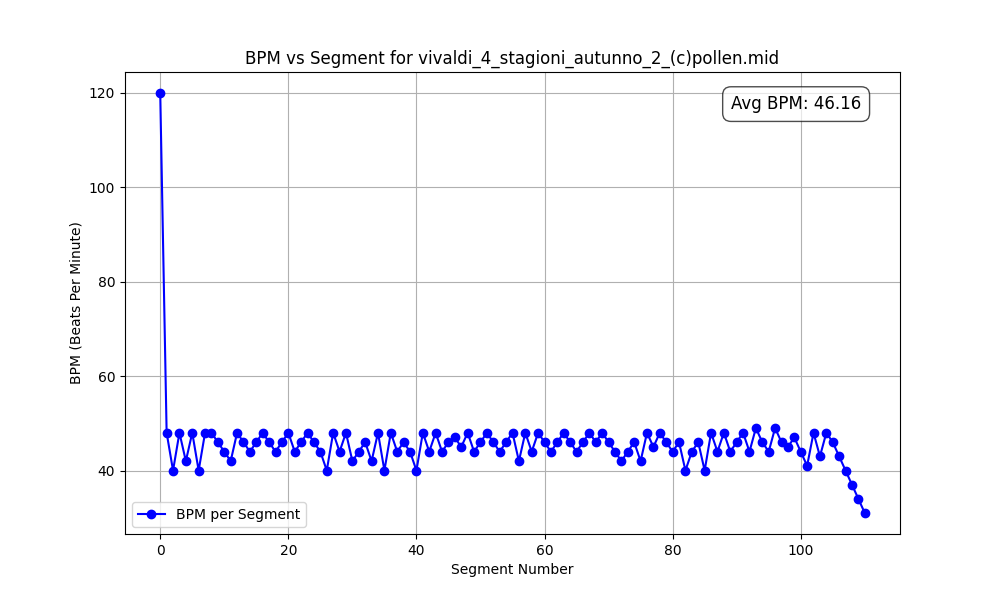 BPM vs Segment for vivaldi_4_stagioni_autunno_2_(c)pollen.mid
Avg BPM: 46.16
BPM (Beats Per Minute)
120
100
80
60
40
BPM per Segment
0 20 40 60 80 100
Segment Number